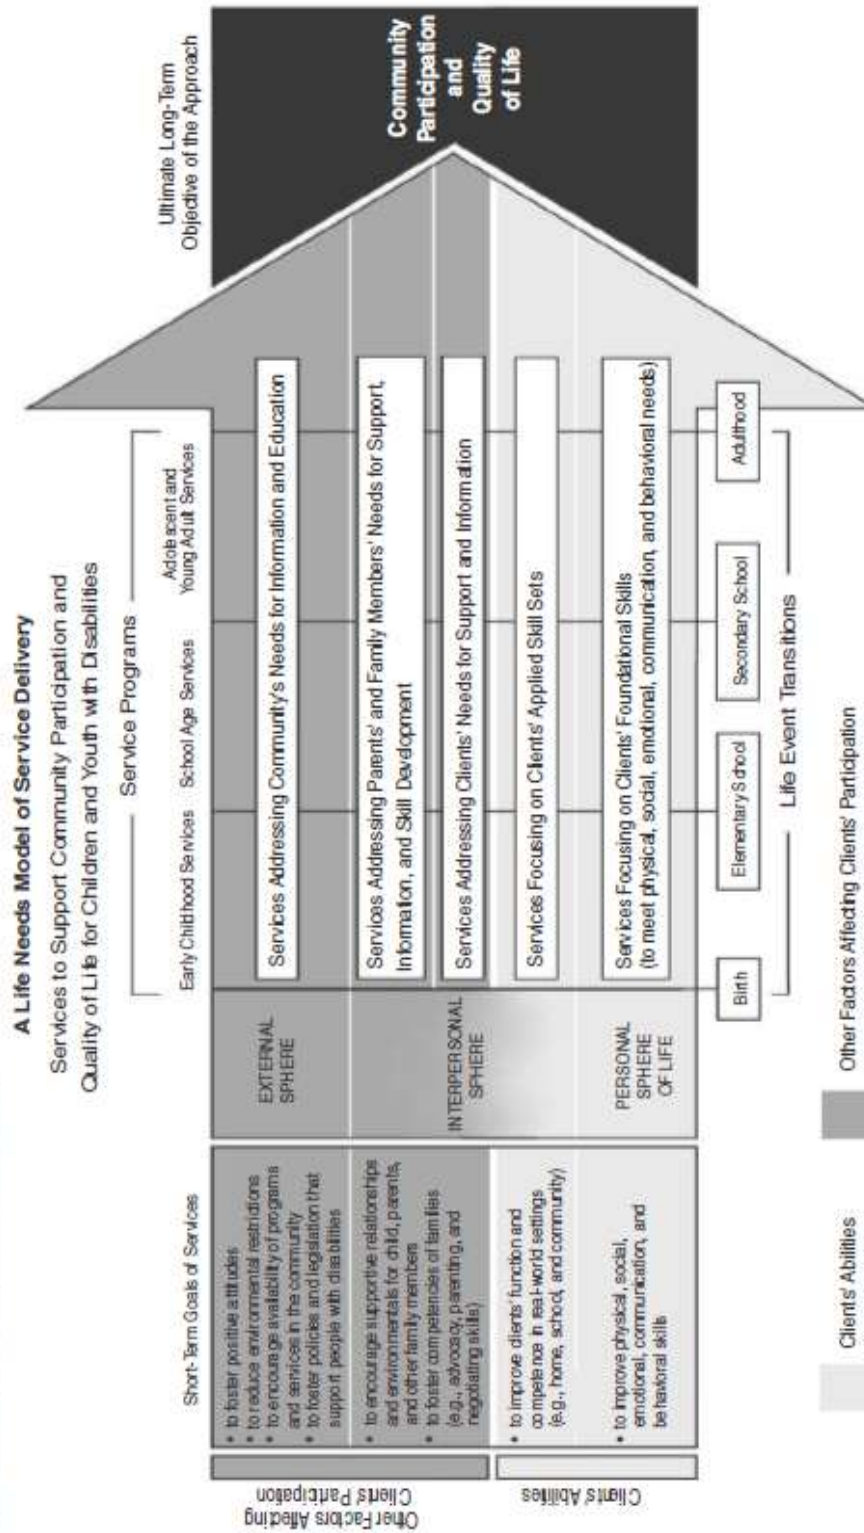 A Life Needs Model of Service Delivery
Services to Support Community Participation and
Quality of Life for Children and Youth with Disabilities
Service Programs
Short-Term Goals of Services
Early Childhood Services
School Age Services
Adolescent and
Young Adult Services
Ultimate Long-Term
Objective of the Approach
Other Factors Affecting
Clients' Participation
• to foster positive attitudes
• to reduce environmental restrictions
• to encourage availability of programs
and services in the community
• to foster policies and legislation that
support people with disabilities
EXTERNAL
SPHERE
Services Addressing Community's Needs for Information and Education
• to encourage supportive relationships
and environmentals for child, parents,
and other family members
• to foster competencies of families
(e.g., advocacy, parenting, and
negotiating skills)
INTERPERSONAL
SPHERE
Services Addressing Parents' and Family Members' Needs for Support,
Information, and Skill Development
Services Addressing Clients' Needs for Support and Information
Clients' Abilities
• to improve clients' function and
competence in real-world settings
(e.g., home, school, and community)
Services Focusing on Clients' Applied Skill Sets
• to improve physical, social,
emotional, communication, and
behavioral skills
PERSONAL
SPHERE
OF LIFE
Services Focusing on Clients' Foundational Skills
(to meet physical, social, emotional, communication, and behavioral needs)
Community
Participation
and
Quality
of Life
Birth
Elementary School
Secondary School
Adulthood
Life Event Transitions
Clients' Abilities
Other Factors Affecting Clients' Participation